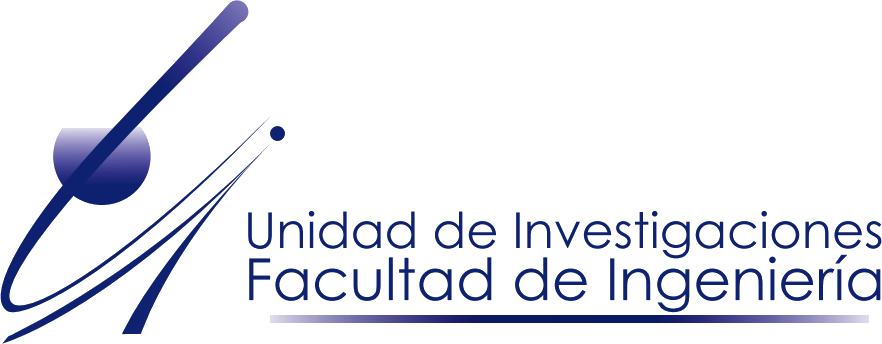 Unidad de Investigaciones
Facultad de Ingeniería